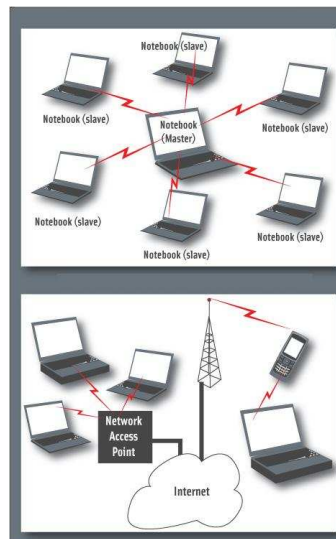 Notebook (slave)
Notebook (slave)
Notebook
(Master)
Notebook (slave)
Notebook (slave)
Notebook (slave)
Notebook (slave)
Network
Access
Point
Internet